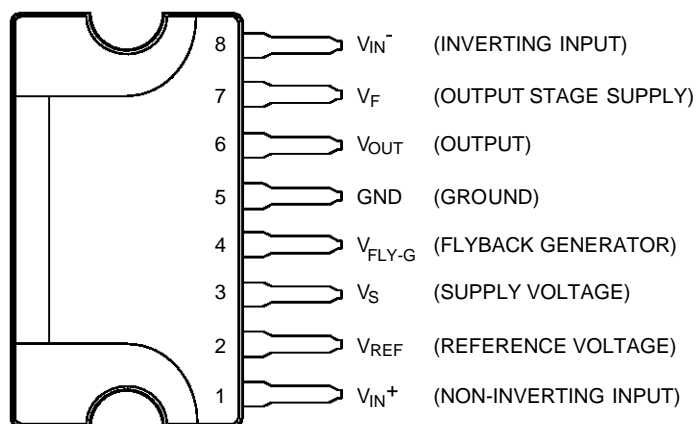 8 VIN- (INVERTING INPUT)
7 VF (OUTPUT STAGE SUPPLY)
6 VOUT (OUTPUT)
5 GND (GROUND)
4 VFLY-G (FLYBACK GENERATOR)
3 VS (SUPPLY VOLTAGE)
2 VREF (REFERENCE VOLTAGE)
1 VIN+ (NON-INVERTING INPUT)